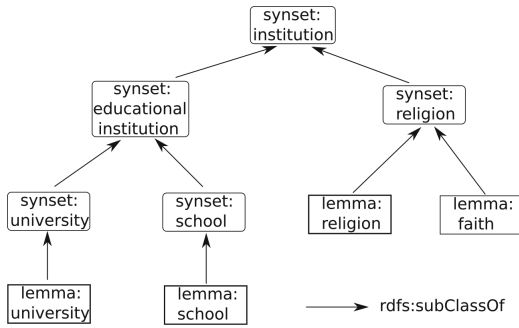 synset:
institution
synset:
educational
institution
synset:
religion
synset:
university
synset:
school
lemma:
religion
lemma:
faith
lemma:
university
lemma:
school
rdfs:subClassOf